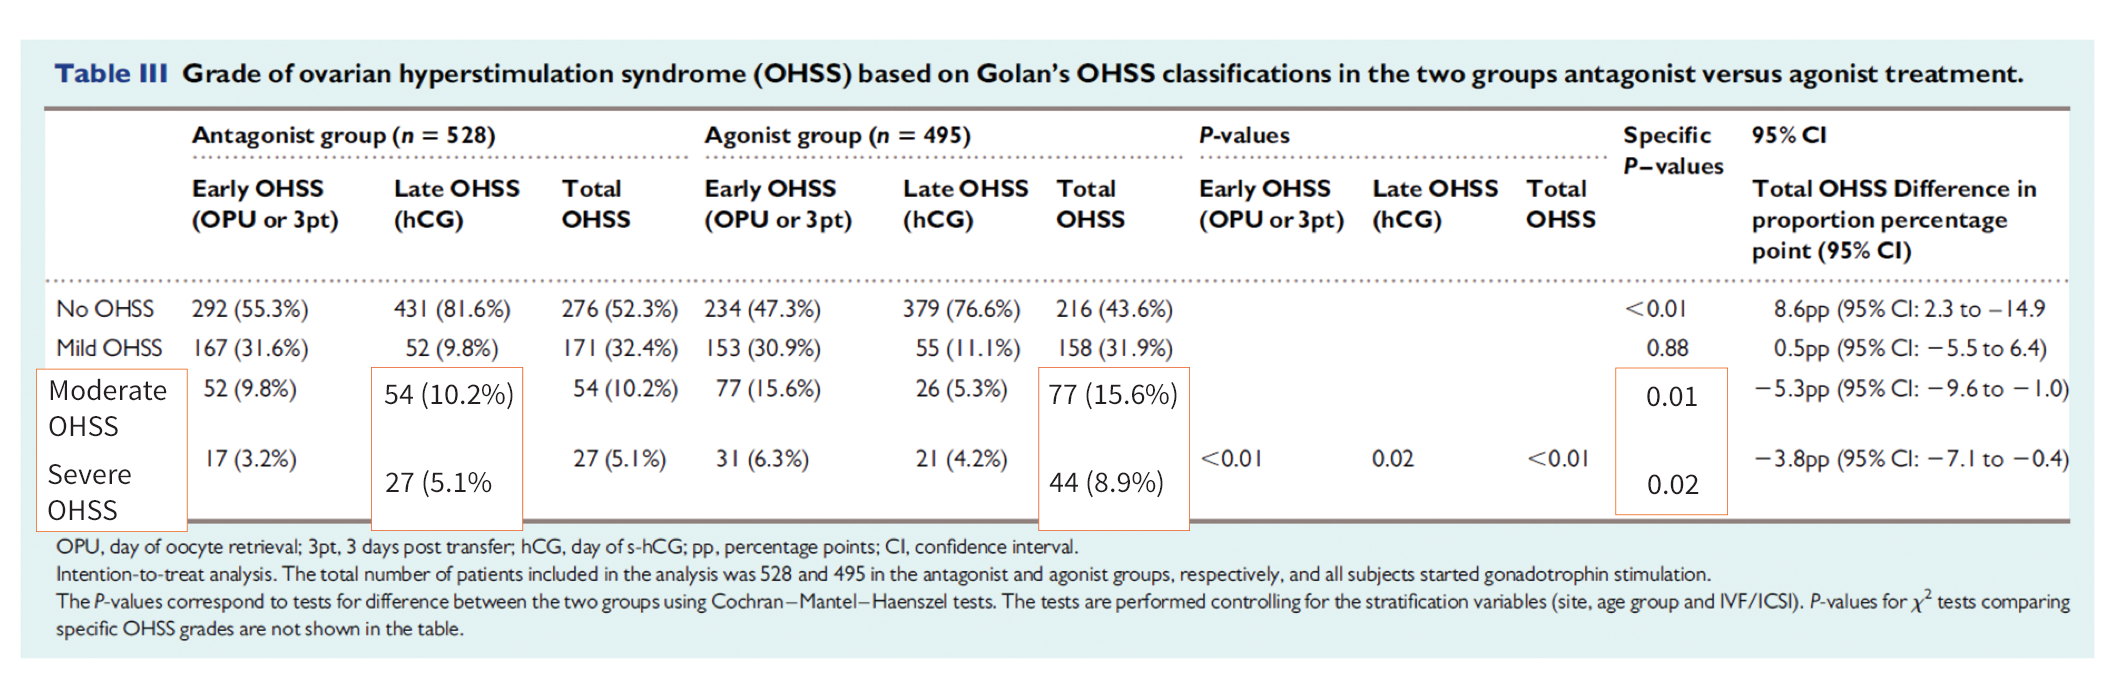 Table III Grade of ovarian hyperstimulation syndrome (OHSS) based on Golan's OHSS classifications in the two groups antagonist versus agonist treatment.
Antagonist group (n = 528) Agonist group (n = 495) P-values Specific P–values 95% CI
Early OHSS (OPU or 3pt) Late OHSS (hCG) Total OHSS Early OHSS (OPU or 3pt) Late OHSS (hCG) Total OHSS Early OHSS (OPU or 3pt) Late OHSS (hCG) Total OHSS Total OHSS Difference in proportion percentage point (95% CI)
No OHSS 292 (55.3%) 431 (81.6%) 276 (52.3%) 234 (47.3%) 379 (76.6%) 216 (43.6%) <0.01 8.6pp (95% CI: 2.3 to −14.9
Mild OHSS 167 (31.6%) 52 (9.8%) 171 (32.4%) 153 (30.9%) 55 (11.1%) 158 (31.9%) 0.88 0.5pp (95% CI: −5.5 to 6.4)
Moderate OHSS 52 (9.8%) 54 (10.2%) 54 (10.2%) 77 (15.6%) 26 (5.3%) 77 (15.6%) 0.01 −5.3pp (95% CI: −9.6 to −1.0)
Severe OHSS 17 (3.2%) 27 (5.1% 27 (5.1%) 31 (6.3%) 21 (4.2%) 44 (8.9%) <0.01 0.02 <0.01 0.02 −3.8pp (95% CI: −7.1 to −0.4)
OPU, day of oocyte retrieval; 3pt, 3 days post transfer; hCG, day of s-hCG; pp, percentage points; CI, confidence interval.
Intention-to-treat analysis. The total number of patients included in the analysis was 528 and 495 in the antagonist and agonist groups, respectively, and all subjects started gonadotrophin stimulation.
The P-values correspond to tests for difference between the two groups using Cochran–Mantel–Haenszel tests. The tests are performed controlling for the stratification variables (site, age group and IVF/ICSI). P-values for χ² tests comparing
specific OHSS grades are not shown in the table.